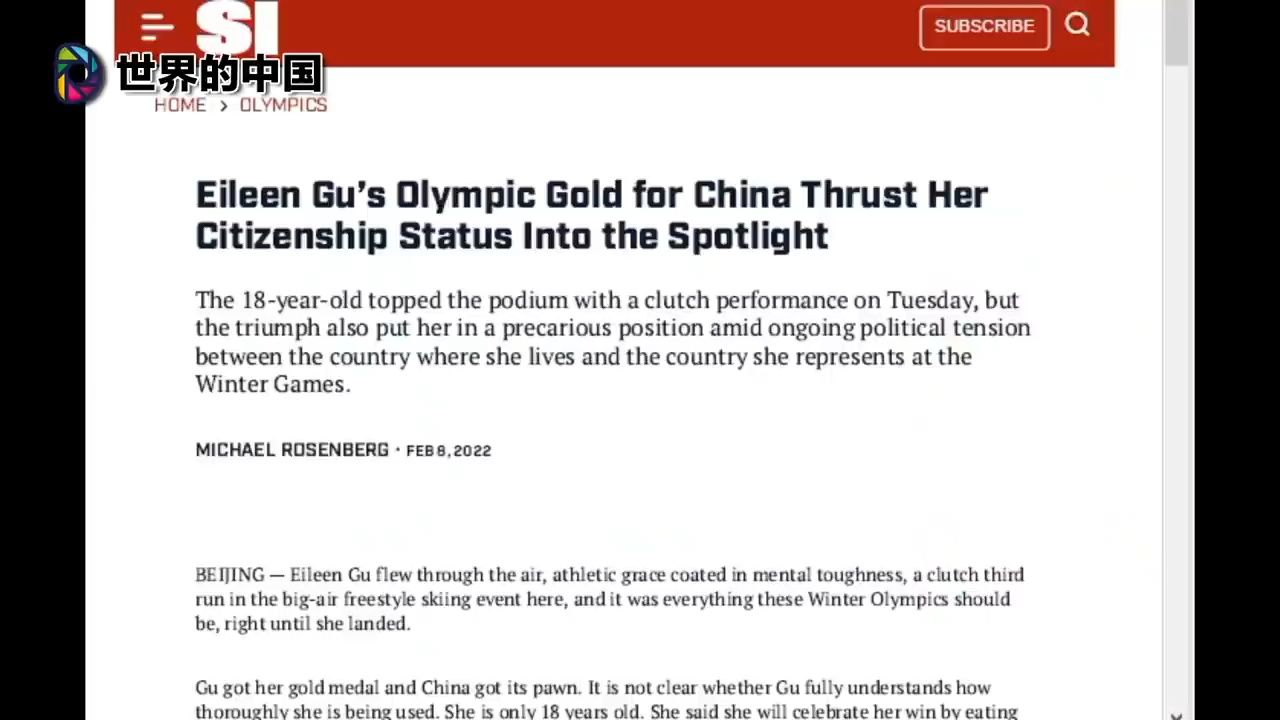 SI
SUBSCRIBE
世界的中国
HOME > OLYMPICS
Eileen Gu's Olympic Gold for China Thrust Her
Citizenship Status Into the Spotlight
The 18-year-old topped the podium with a clutch performance on Tuesday, but
the triumph also put her in a precarious position amid ongoing political tension
between the country where she lives and the country she represents at the
Winter Games.
MICHAEL ROSENBERG · FEB 8, 2022
BEIJING — Eileen Gu flew through the air, athletic grace coated in mental toughness, a clutch third
run in the big-air freestyle skiing event here, and it was everything these Winter Olympics should
be, right until she landed.
Gu got her gold medal and China got its pawn. It is not clear whether Gu fully understands how
thoroughly she is being used. She is only 18 years old. She said she will celebrate her win by eating